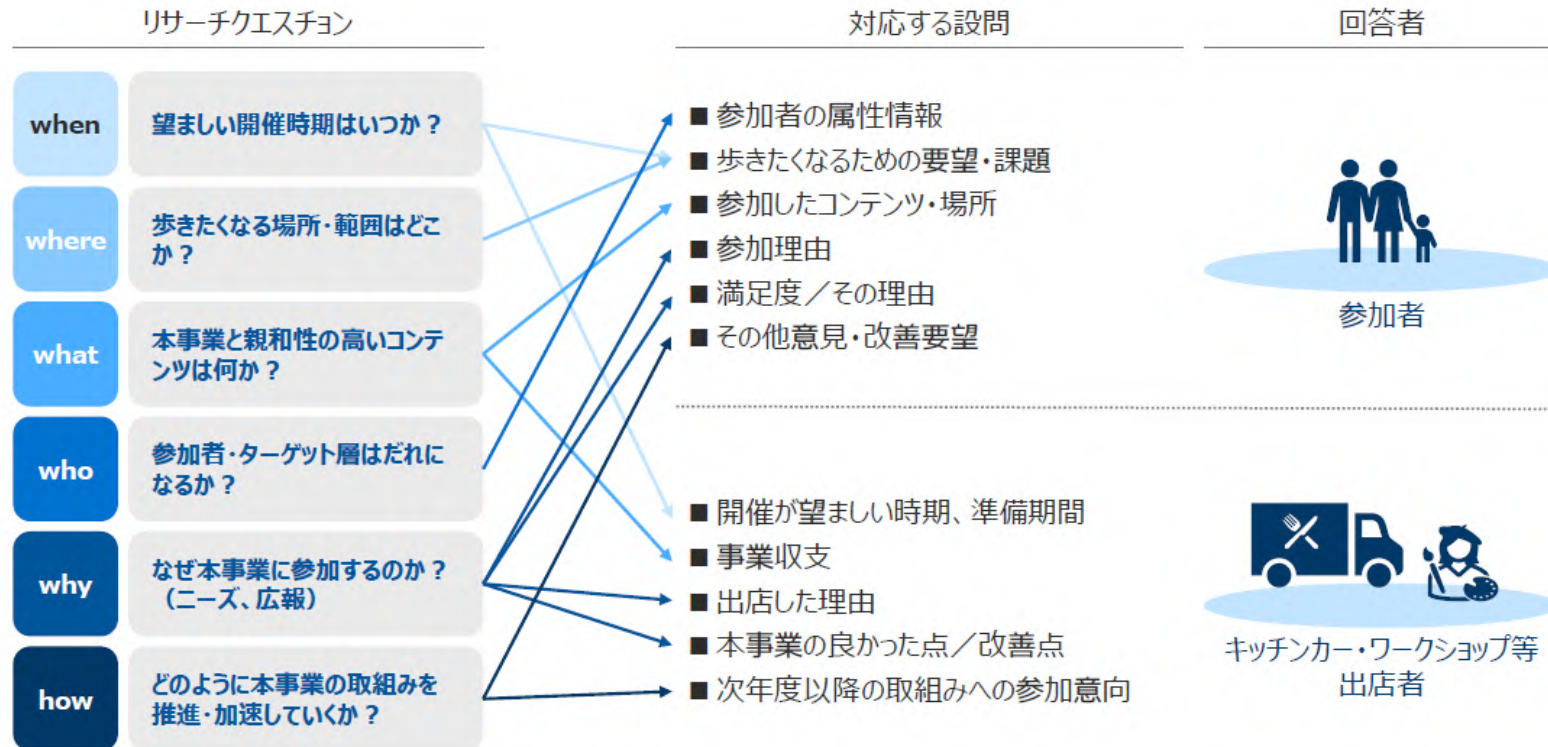 リサーチクエスチョン
対応する設問
回答者
when
望ましい開催時期はいつか？
where
歩きたくなる場所・範囲はどこ
か？
what
本事業と親和性の高いコンテ
ンツは何か？
who
参加者・ターゲット層はだれに
なるか？
why
なぜ本事業に参加するのか？
（ニーズ、広報）
how
どのように本事業の取組みを
推進・加速していくか？
■ 参加者の属性情報
■ 歩きたくなるための要望・課題
■ 参加したコンテンツ・場所
■ 参加理由
■ 満足度／その理由
■ その他意見・改善要望
参加者
■ 開催が望ましい時期、準備期間
■ 事業収支
■ 出店した理由
■ 本事業の良かった点／改善点
■ 次年度以降の取組みへの参加意向
キッチンカー・ワークショップ等
出店者